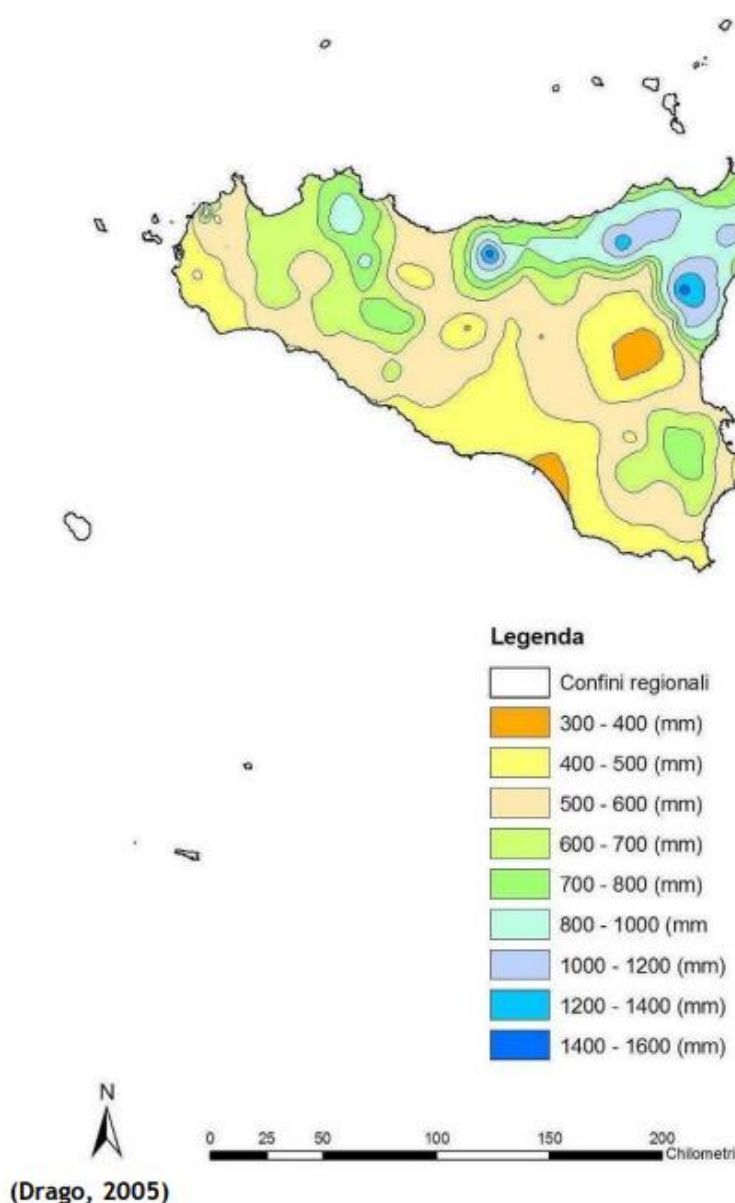 Legenda
Confini regionali
300 - 400 (mm)
400 - 500 (mm)
500 - 600 (mm)
600 - 700 (mm)
700 - 800 (mm)
800 - 1000 (mm
1000 - 1200 (mm)
1200 - 1400 (mm)
1400 - 1600 (mm)
N
0 25 50 100 150 200
Chilometri
(Drago, 2005)